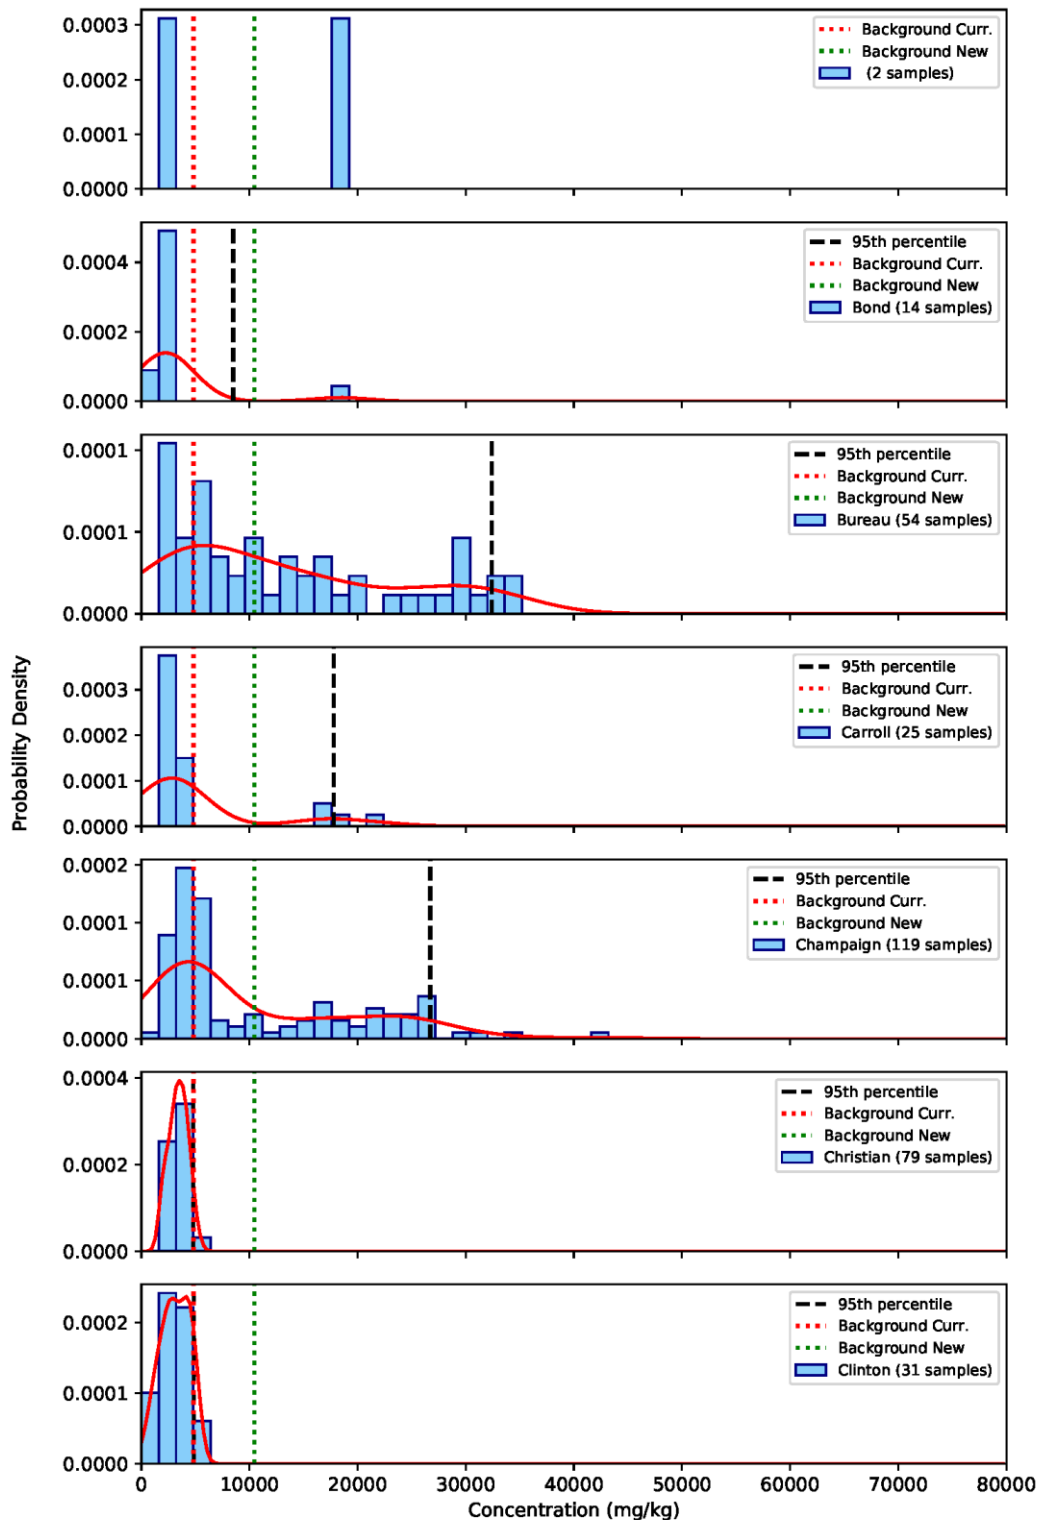 0.0003
0.0002
0.0001
0.0000
Background Curr.
Background New
(2 samples)
0.0004
0.0002
0.0000
95th percentile
Background Curr.
Background New
Bond (14 samples)
0.0001
0.0001
0.0000
95th percentile
Background Curr.
Background New
Bureau (54 samples)
0.0003
0.0002
0.0001
0.0000
95th percentile
Background Curr.
Background New
Carroll (25 samples)
Probability Density
0.0002
0.0001
0.0001
0.0000
95th percentile
Background Curr.
Background New
Champaign (119 samples)
0.0004
0.0002
0.0000
95th percentile
Background Curr.
Background New
Christian (79 samples)
0.0002
0.0001
0.0000
95th percentile
Background Curr.
Background New
Clinton (31 samples)
0 10000 20000 30000 40000 50000 60000 70000 80000
Concentration (mg/kg)